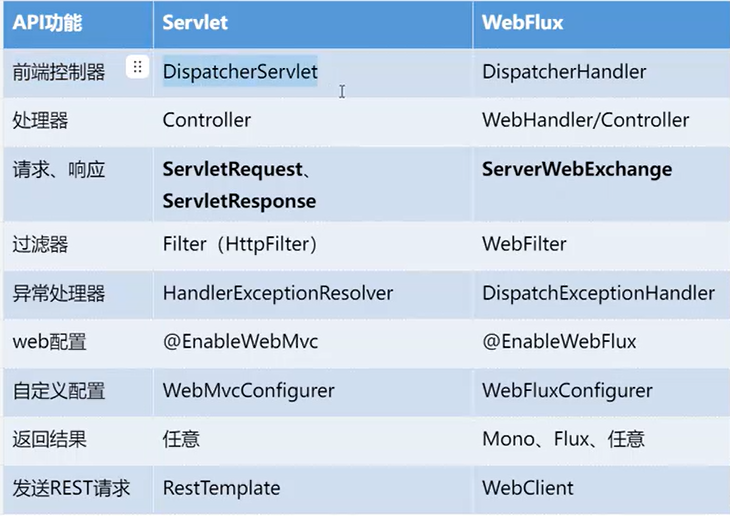 API功能 Servlet WebFlux
前端控制器 DispatcherServlet DispatcherHandler
处理器 Controller WebHandler/Controller
请求、响应 ServletRequest、 ServerWebExchange
ServletResponse
过滤器 Filter（HttpFilter） WebFilter
异常处理器 HandlerExceptionResolver DispatchExceptionHandler
web配置 @EnableWebMvc @EnableWebFlux
自定义配置 WebMvcConfigurer WebFluxConfigurer
返回结果 任意 Mono、Flux、任意
发送REST请求 RestTemplate WebClient